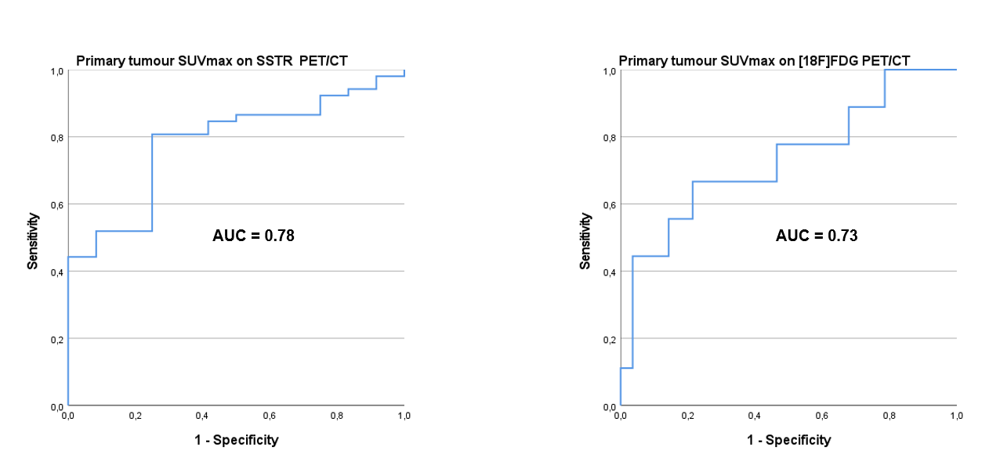 Primary tumour SUVmax on SSTR PET/CT
1,0
0,8
0,6
0,4
0,2
0,0
Sensitivity
AUC = 0.78
0,0 0,2 0,4 0,6 0,8 1,0
1 - Specificity
Primary tumour SUVmax on [18F]FDG PET/CT
1,0
0,8
0,6
0,4
0,2
0,0
Sensitivity
AUC = 0.73
0,0 0,2 0,4 0,6 0,8 1,0
1 - Specificity